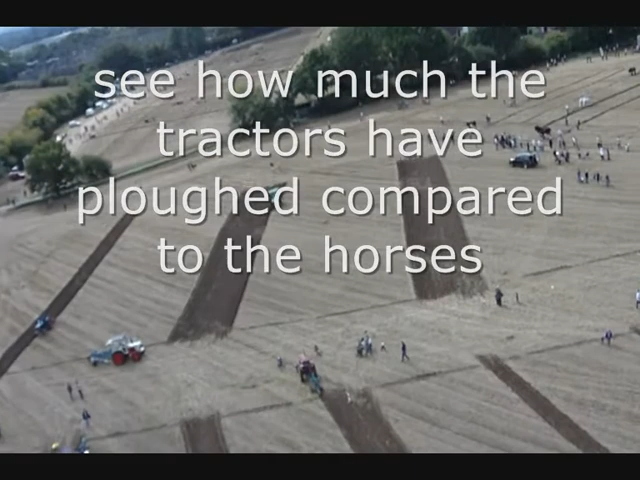 see how much the
tractors have
ploughed compared
to the horses